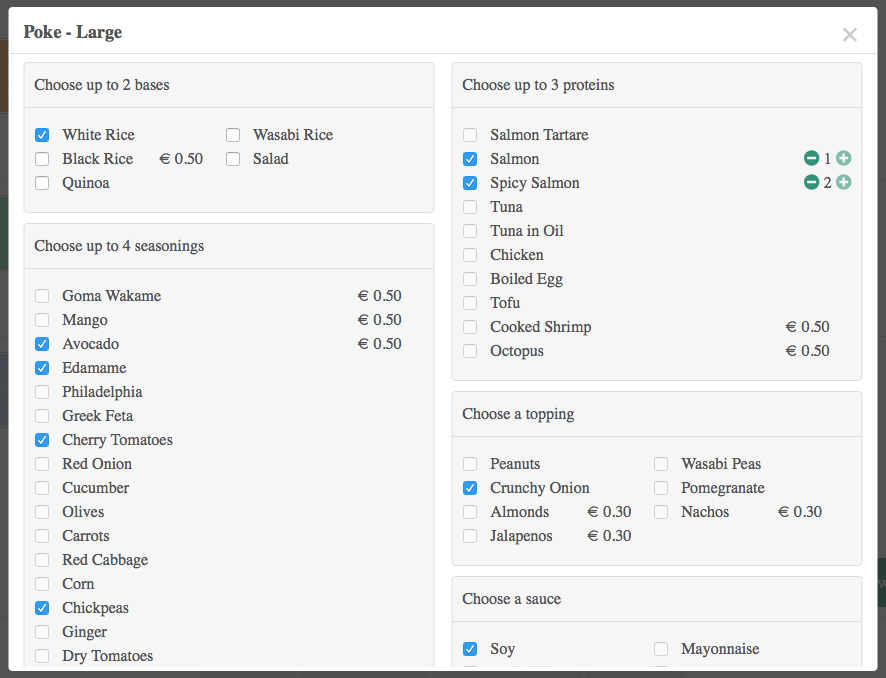 Poke - Large
Choose up to 2 bases
White Rice
Wasabi Rice
Black Rice € 0.50
Salad
Quinoa
Choose up to 4 seasonings
Goma Wakame € 0.50
Mango € 0.50
Avocado € 0.50
Edamame
Philadelphia
Greek Feta
Cherry Tomatoes
Red Onion
Cucumber
Olives
Carrots
Red Cabbage
Corn
Chickpeas
Ginger
Dry Tomatoes
Choose up to 3 proteins
Salmon Tartare
Salmon 1
Spicy Salmon 2
Tuna
Tuna in Oil
Chicken
Boiled Egg
Tofu
Cooked Shrimp € 0.50
Octopus € 0.50
Choose a topping
Peanuts
Wasabi Peas
Crunchy Onion
Pomegranate
Almonds € 0.30
Nachos € 0.30
Jalapenos € 0.30
Choose a sauce
Soy
Mayonnaise